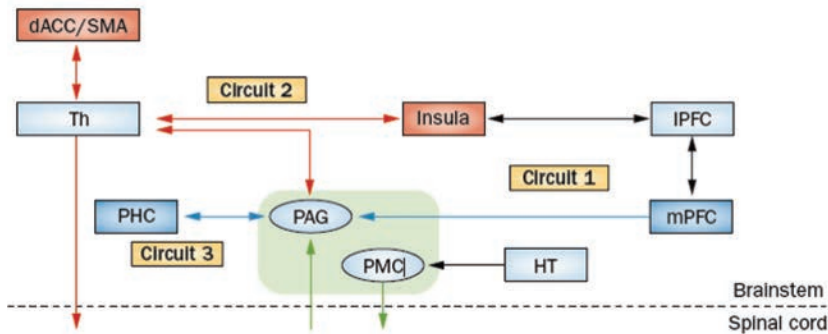 dACC/SMA
Circuit 2
Th
Insula
lPFC
Circuit 1
PHC
PAG
mPFC
Circuit 3
PMC
HT
Brainstem
Spinal cord